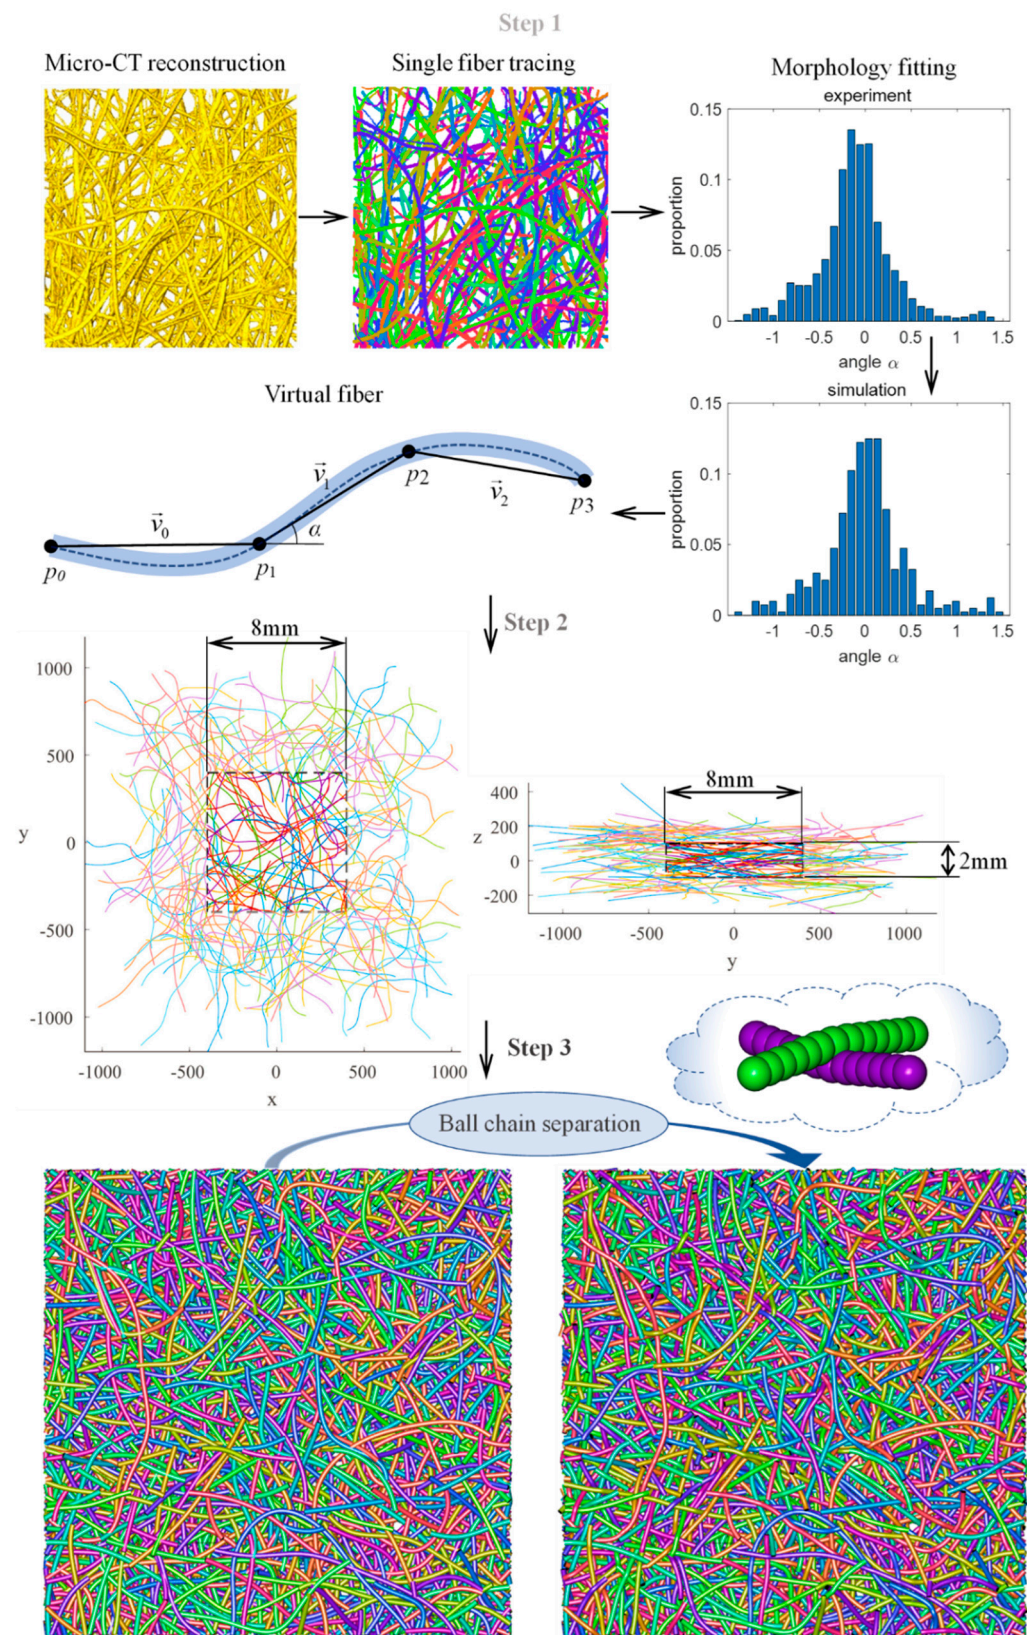 Step 1
Micro-CT reconstruction
Single fiber tracing
Morphology fitting
experiment
0.15
0.1
0.05
0
proportion
-1 -0.5 0 0.5 1 1.5
angle α
simulation
0.15
0.1
0.05
0
proportion
-1 -0.5 0 0.5 1 1.5
angle α
Virtual fiber
v⃗₁
p2
v⃗₂
p3
v⃗₀
α
p₀
p₁
Step 2
8mm
1000
500
y
0
-500
-1000
-1000 -500 0 500 1000
x
8mm
400
200
z
0
-200
2mm
-1000 -500 0 500 1000
y
Step 3
Ball chain separation